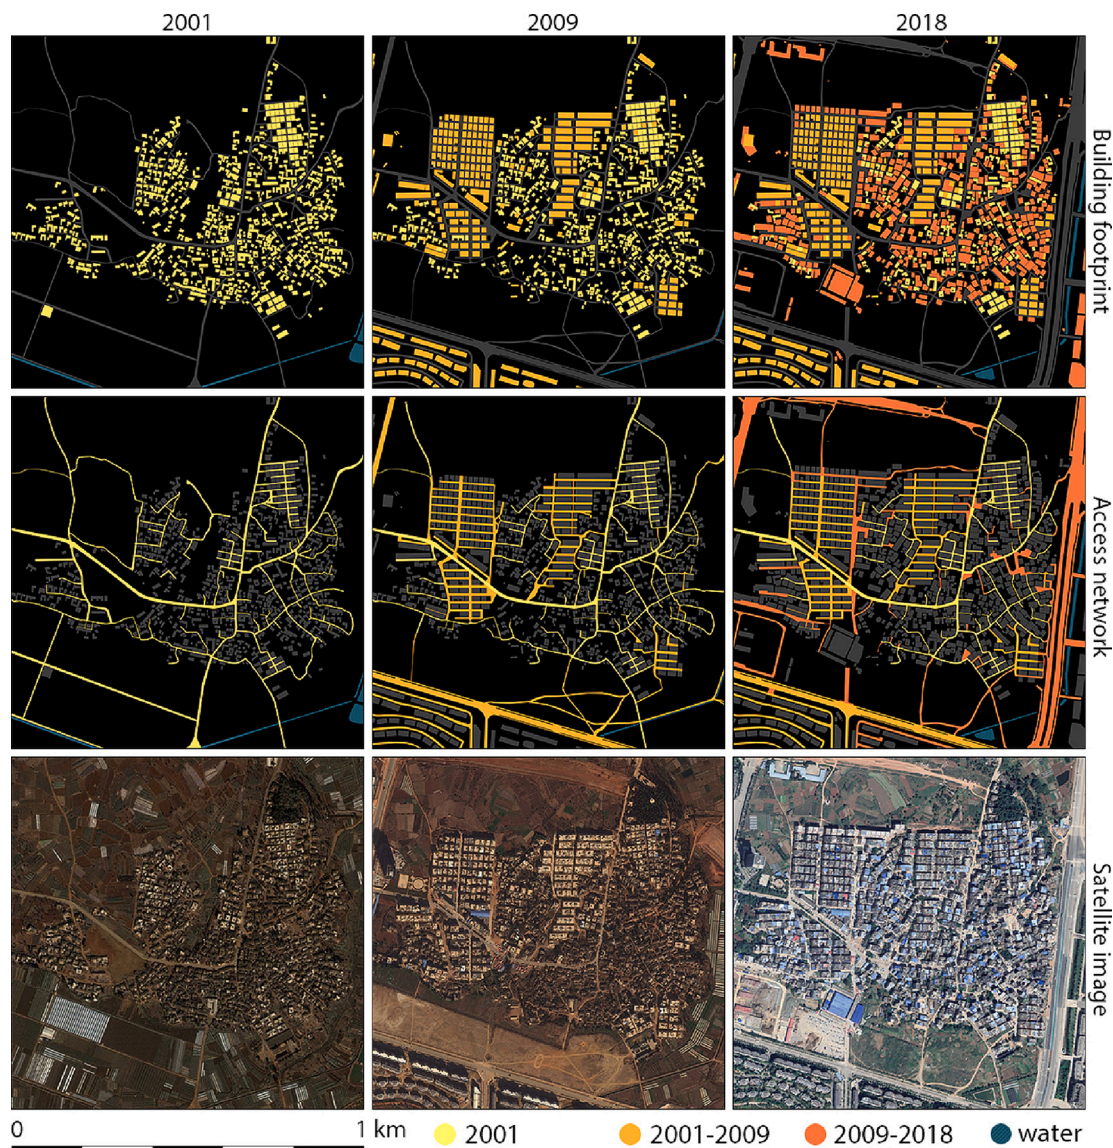 2001
2009
2018
Building footprint
Access network
Satellite image
0
1 km
2001
2001-2009
2009-2018
water